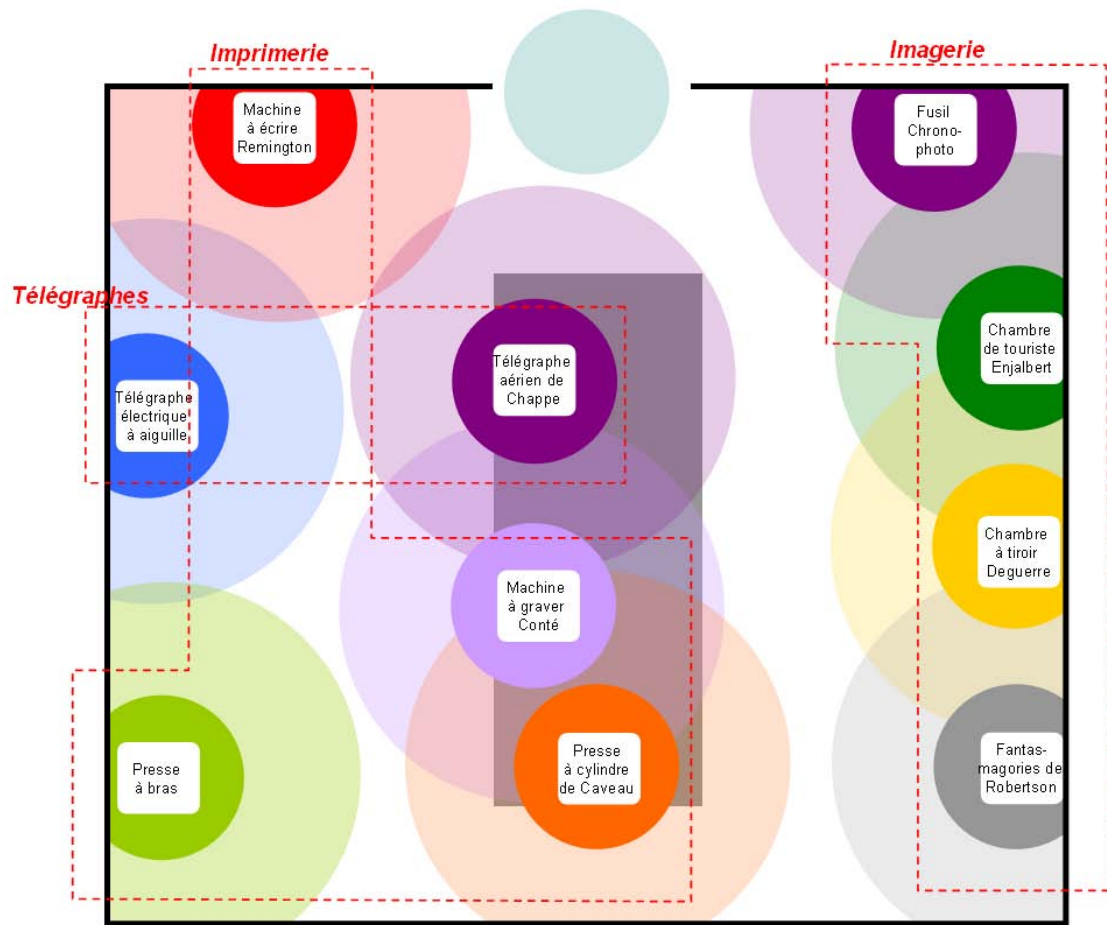 Imprimerie
Imagerie
Machine
à écrire
Remington
Fusil
Chrono-
photo
Télégraphes
Télégraphe
électrique
à aiguille
Télégraphe
aérien de
Chappe
Chambre
de touriste
Enjalbert
Chambre
à tiroir
Deguerre
Machine
à graver
Conté
Presse
à bras
Presse
à cylindre
de Caveau
Fantas-
magories de
Robertson